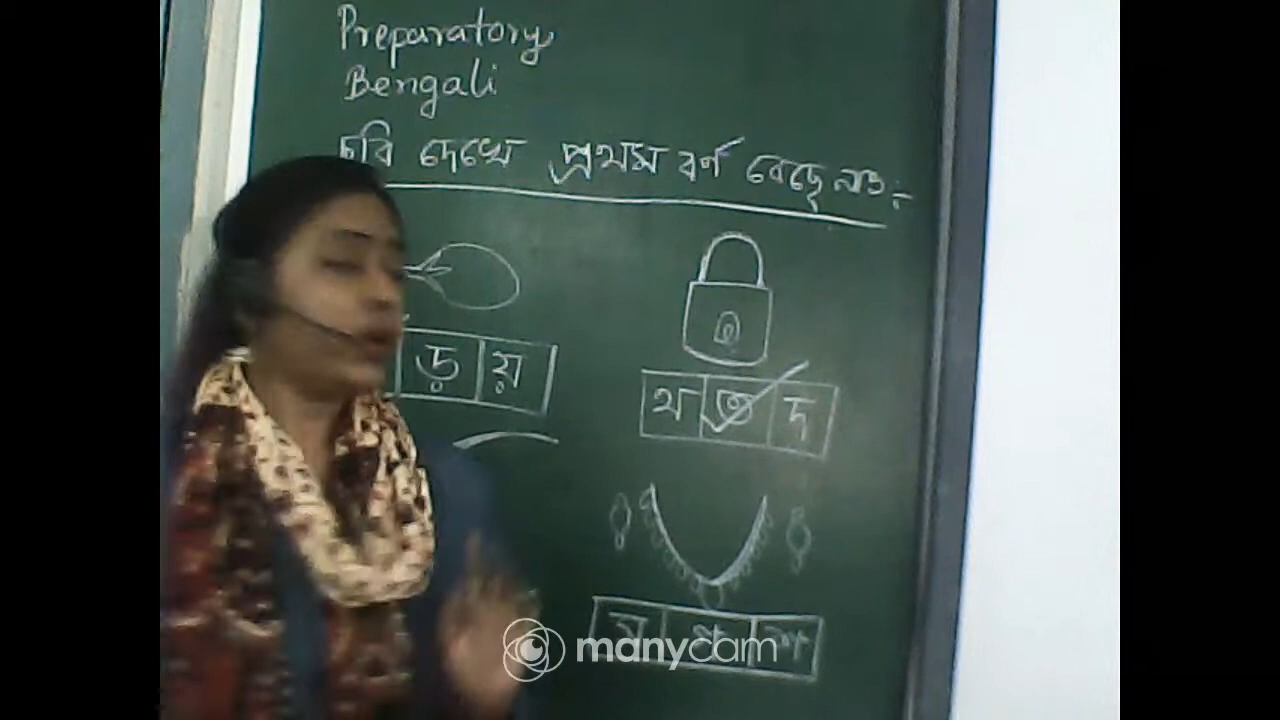 Preparatory
Bengali
ছবি দেখে প্রথম বর্ণ বেছে নাও :-
ড় য়
থ ত দ
manycam